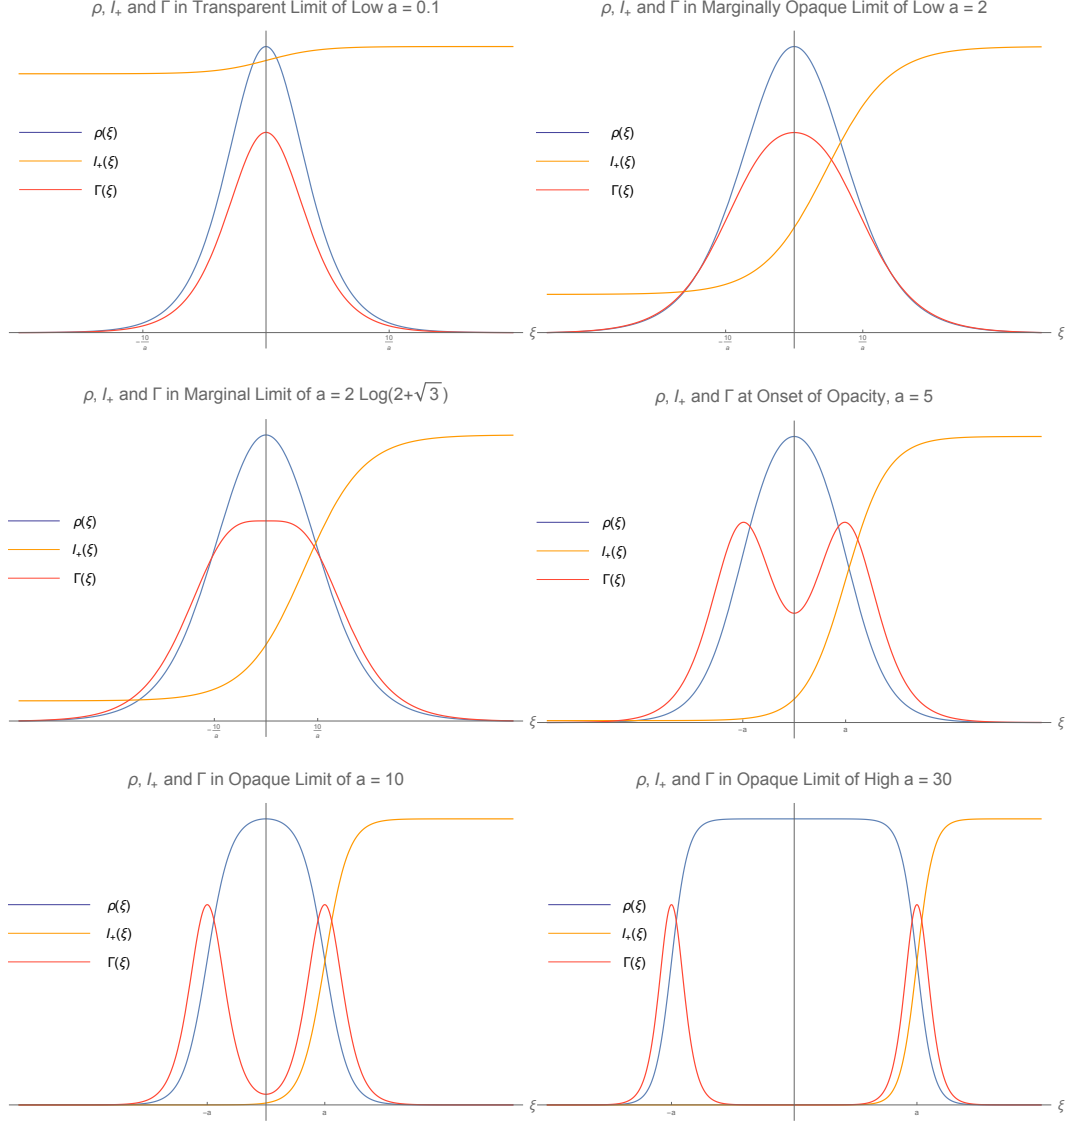 ρ, I₊ and Γ in Transparent Limit of Low a = 0.1
ρ(ξ)
I₊(ξ)
Γ(ξ)
-10/a
10/a
ξ
ρ, I₊ and Γ in Marginally Opaque Limit of Low a = 2
ρ(ξ)
I₊(ξ)
Γ(ξ)
-10/a
10/a
ξ
ρ, I₊ and Γ in Marginal Limit of a = 2 Log(2+√3)
ρ(ξ)
I₊(ξ)
Γ(ξ)
-10/a
10/a
ξ
ρ, I₊ and Γ at Onset of Opacity, a = 5
ρ(ξ)
I₊(ξ)
Γ(ξ)
-a
a
ξ
ρ, I₊ and Γ in Opaque Limit of a = 10
ρ(ξ)
I₊(ξ)
Γ(ξ)
-a
a
ξ
ρ, I₊ and Γ in Opaque Limit of High a = 30
ρ(ξ)
I₊(ξ)
Γ(ξ)
-a
a
ξ